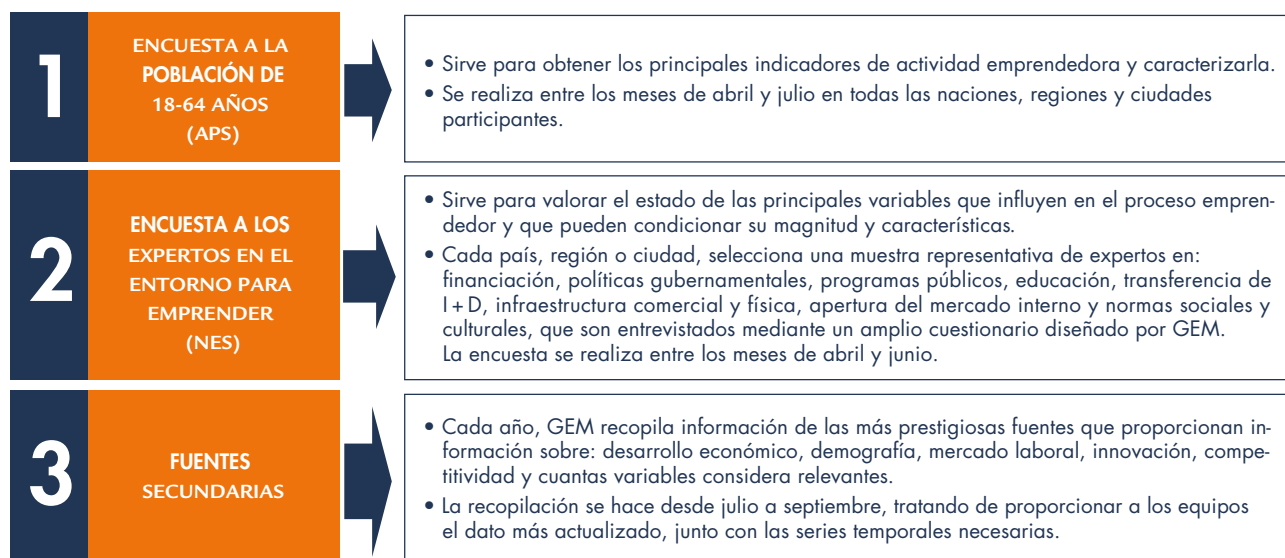 1
ENCUESTA A LA
POBLACIÓN DE
18-64 AÑOS
(APS)
• Sirve para obtener los principales indicadores de actividad emprendedora y caracterizarla.
• Se realiza entre los meses de abril y julio en todas las naciones, regiones y ciudades
participantes.
2
ENCUESTA A LOS
EXPERTOS EN EL
ENTORNO PARA
EMPRENDER
(NES)
• Sirve para valorar el estado de las principales variables que influyen en el proceso empren-
dedor y que pueden condicionar su magnitud y características.
• Cada país, región o ciudad, selecciona una muestra representativa de expertos en:
financiación, políticas gubernamentales, programas públicos, educación, transferencia de
I+D, infraestructura comercial y física, apertura del mercado interno y normas sociales y
culturales, que son entrevistados mediante un amplio cuestionario diseñado por GEM.
La encuesta se realiza entre los meses de abril y junio.
3
FUENTES
SECUNDARIAS
• Cada año, GEM recopila información de las más prestigiosas fuentes que proporcionan in-
formación sobre: desarrollo económico, demografía, mercado laboral, innovación, compe-
titividad y cuantas variables considera relevantes.
• La recopilación se hace desde julio a septiembre, tratando de proporcionar a los equipos
el dato más actualizado, junto con las series temporales necesarias.